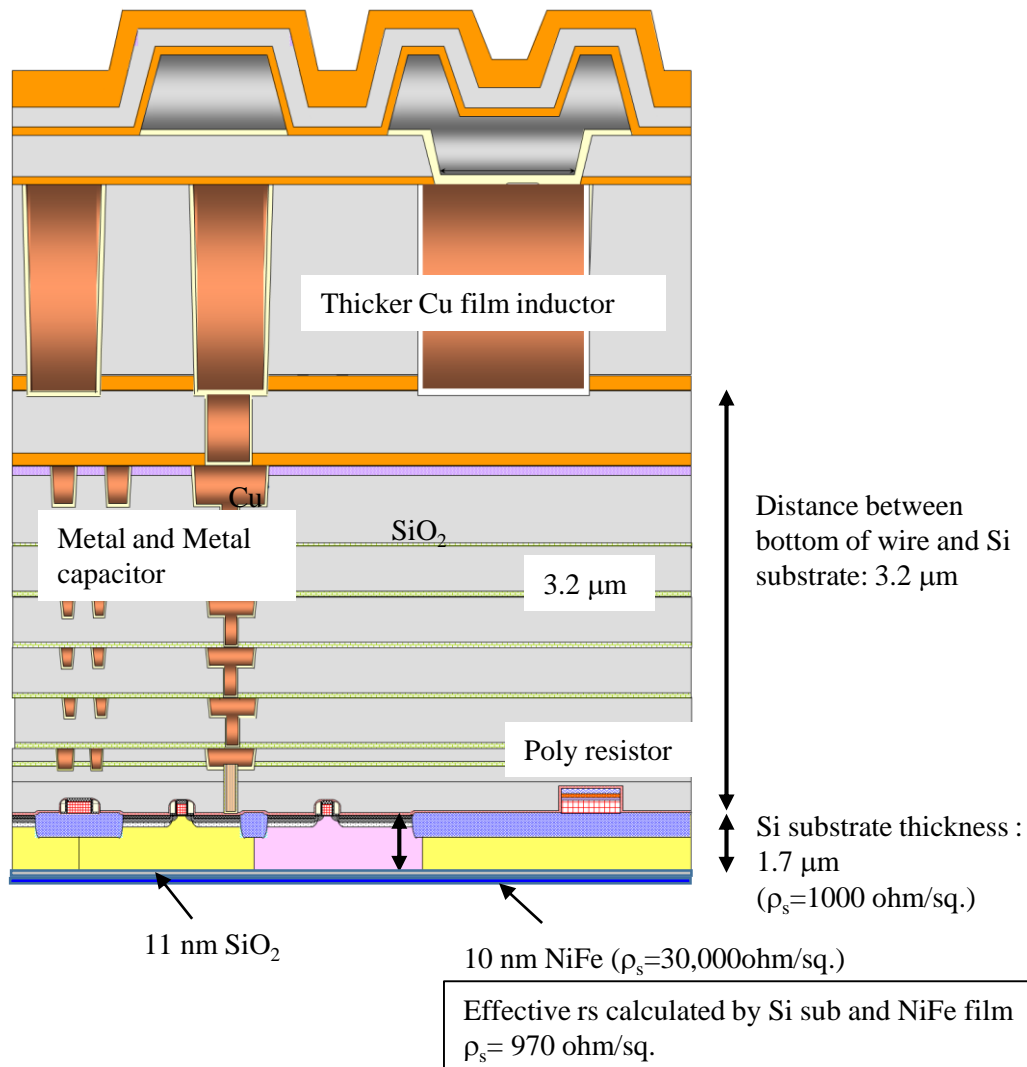 Thicker Cu film inductor
Cu
SiO₂
Metal and Metal
capacitor
3.2 μm
Distance between
bottom of wire and Si
substrate: 3.2 μm
Poly resistor
Si substrate thickness :
1.7 μm
(ρₛ=1000 ohm/sq.)
11 nm SiO₂
10 nm NiFe (ρₛ=30,000ohm/sq.)
Effective rs calculated by Si sub and NiFe film
ρₛ= 970 ohm/sq.